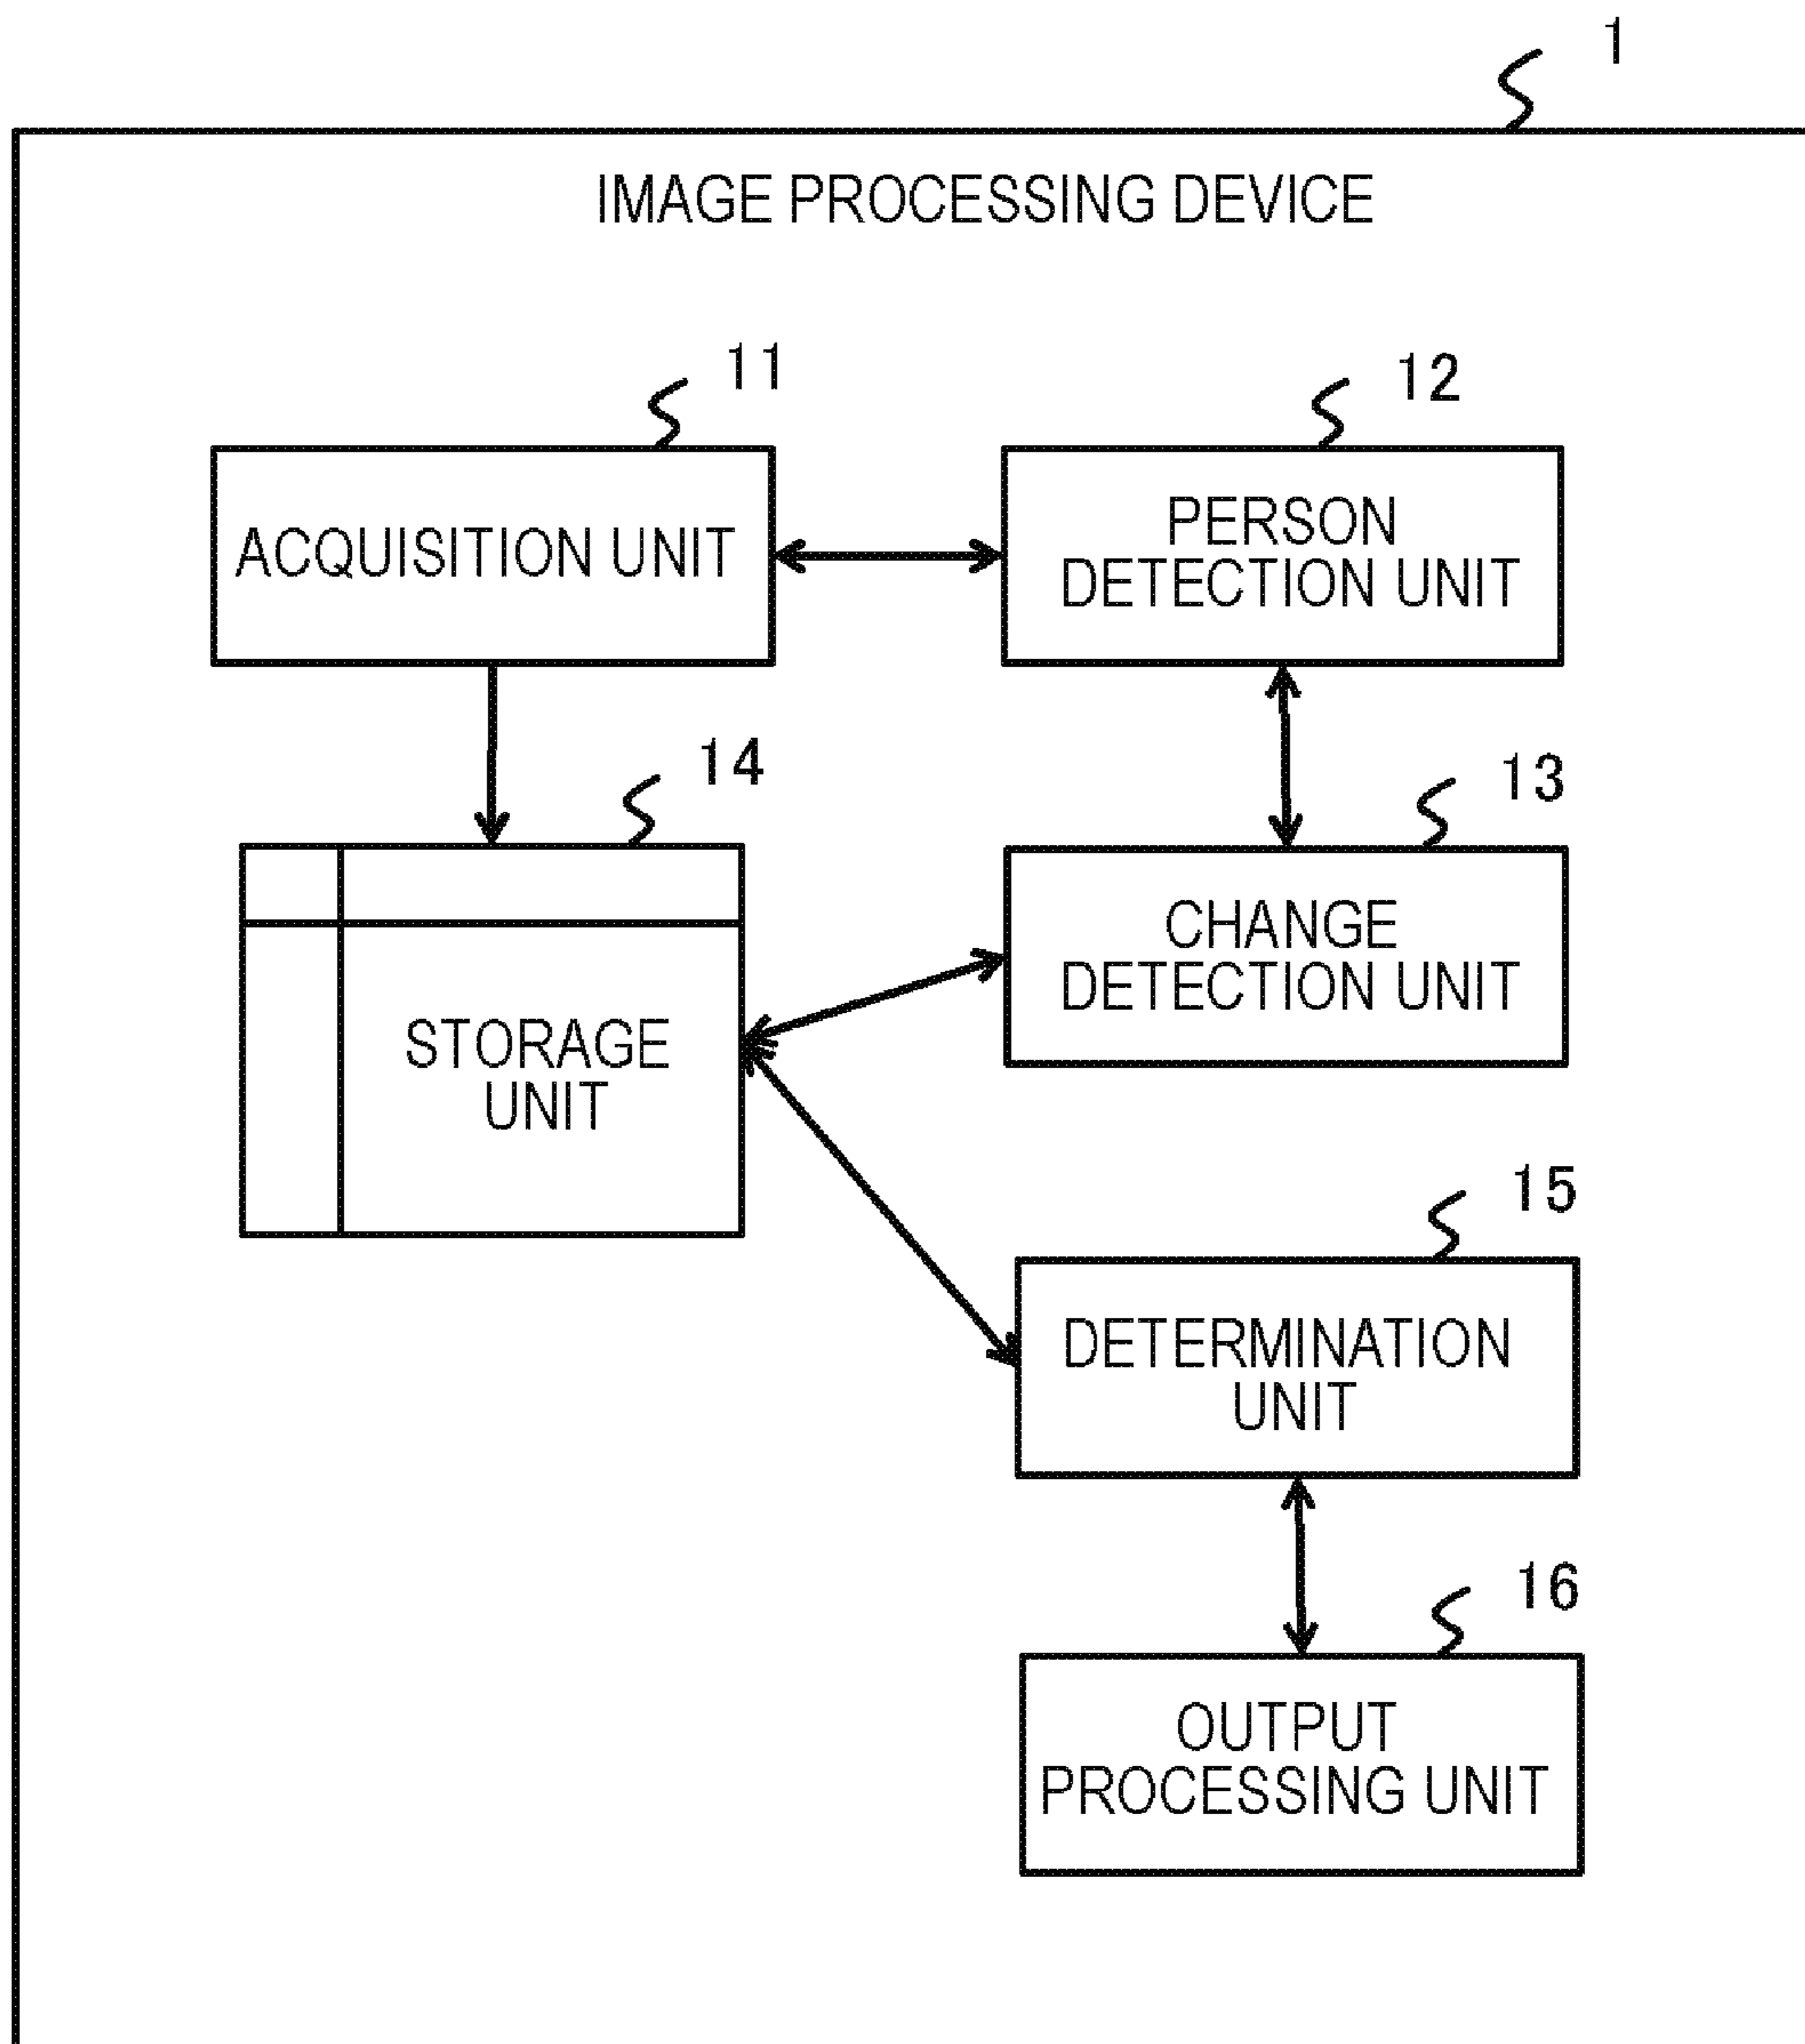 1
IMAGE PROCESSING DEVICE
11
ACQUISITION UNIT
12
PERSON
DETECTION UNIT
14
STORAGE
UNIT
13
CHANGE
DETECTION UNIT
15
DETERMINATION
UNIT
16
OUTPUT
PROCESSING UNIT